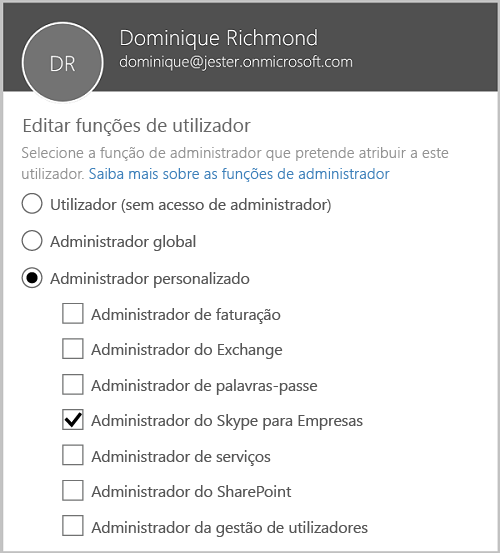 DR
Dominique Richmond
dominique@jester.onmicrosoft.com
Editar funções de utilizador
Selecione a função de administrador que pretende atribuir a este
utilizador. Saiba mais sobre as funções de administrador
Utilizador (sem acesso de administrador)
Administrador global
Administrador personalizado
Administrador de faturação
Administrador do Exchange
Administrador de palavras-passe
Administrador do Skype para Empresas
Administrador de serviços
Administrador do SharePoint
Administrador da gestão de utilizadores